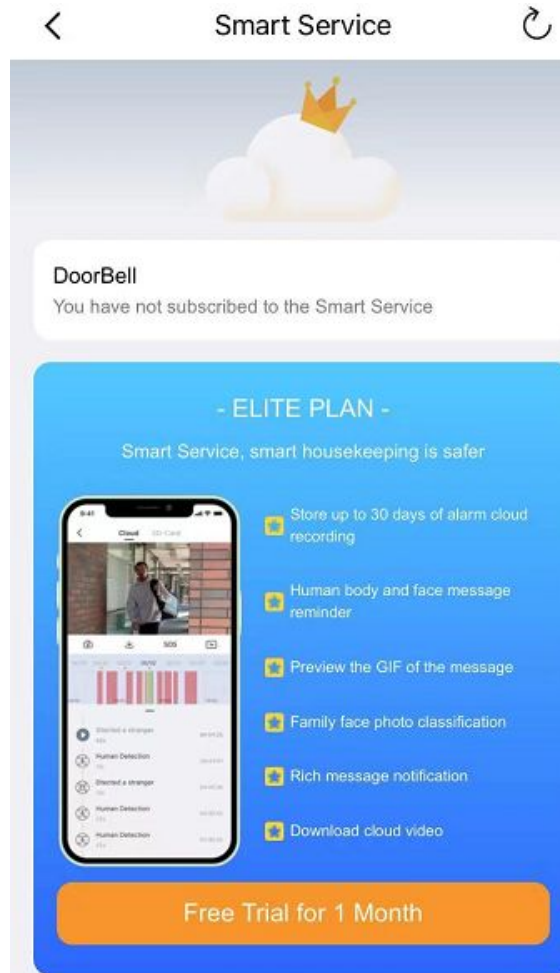 Smart Service
DoorBell
You have not subscribed to the Smart Service
- ELITE PLAN -
Smart Service, smart housekeeping is safer
9:41
Cloud SD Card
SOS
Human Detection
Human Detection
Human Detection
Store up to 30 days of alarm cloud
recording
Human body and face message
reminder
Preview the GIF of the message
Family face photo classification
Rich message notification
Download cloud video
Free Trial for 1 Month